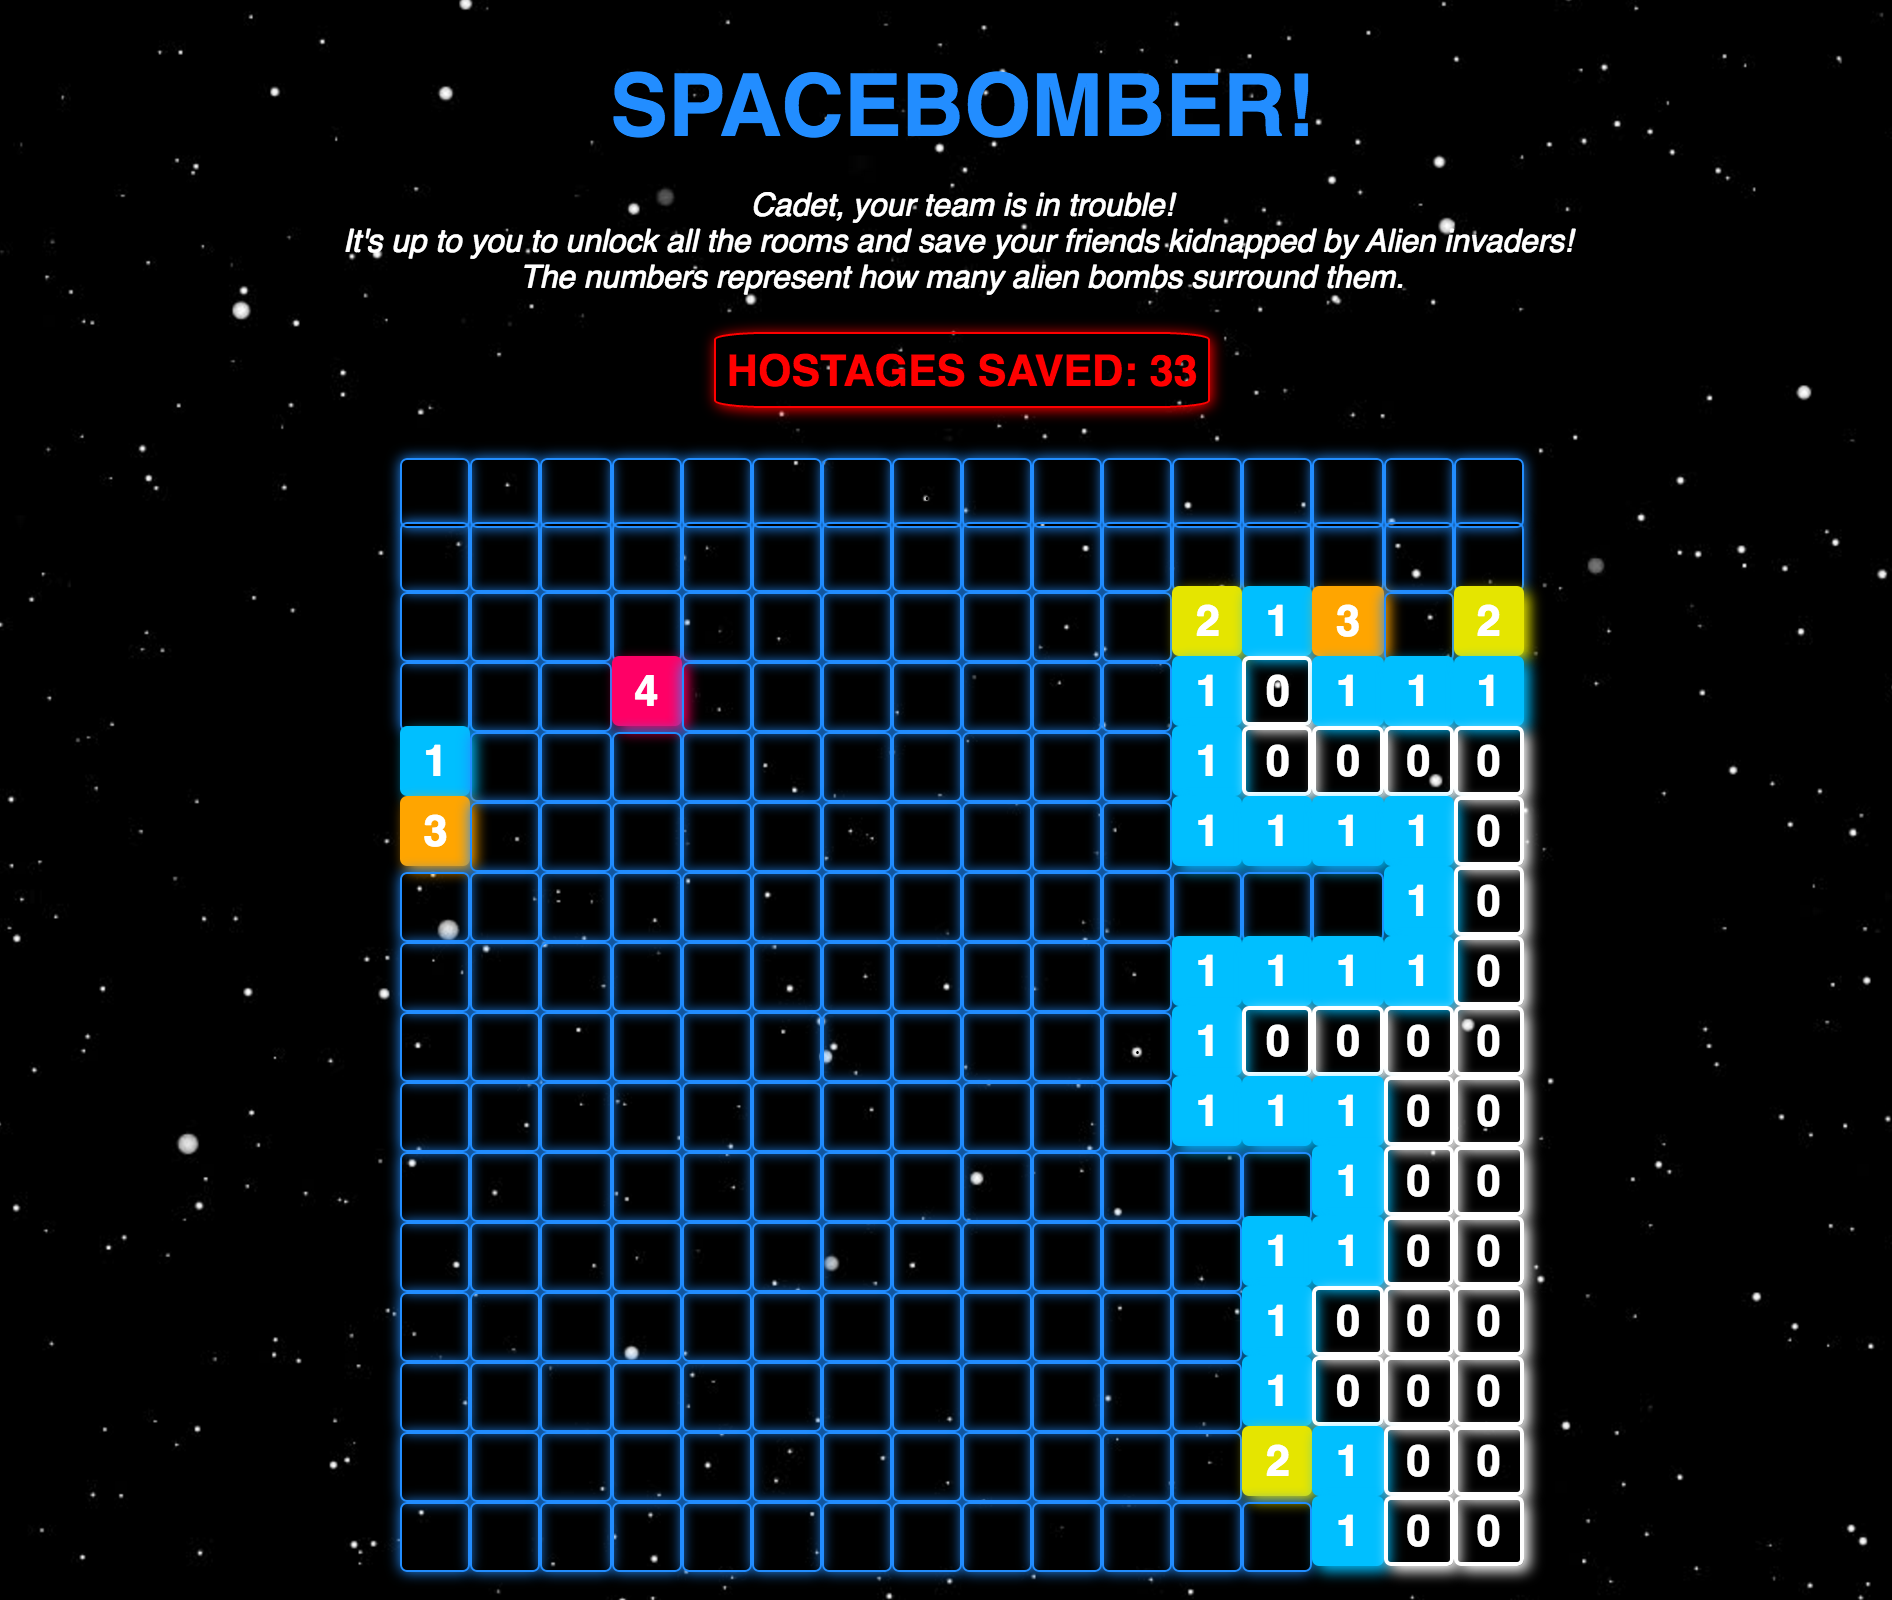 SPACEBOMBER!
Cadet, your team is in trouble!
It's up to you to unlock all the rooms and save your friends kidnapped by Alien invaders!
The numbers represent how many alien bombs surround them.
HOSTAGES SAVED: 33
2 1 3 2
4 1 0 1 1 1
1 1 0 0 0 0
3 1 1 1 1 0
1 0
1 1 1 1 0
1 0 0 0 0
1 1 1 0 0
1 0 0
1 1 0 0
1 0 0 0
1 0 0 0
2 1 0 0
1 0 0